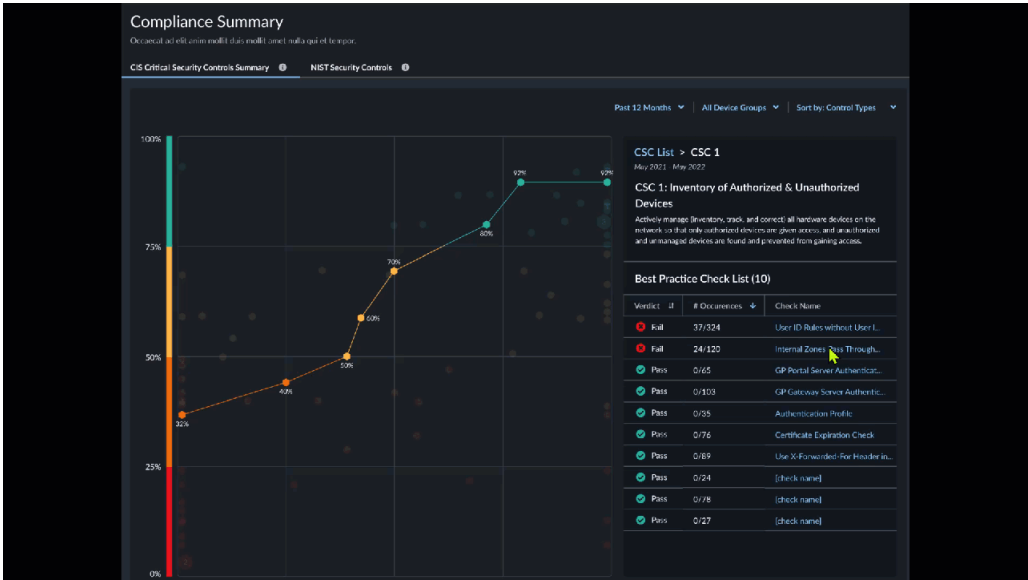 Compliance Summary
Occaecat ad elit anim mollit duis mollit amet nulla qui et tempor.
CIS Critical Security Controls Summary
NIST Security Controls
Past 12 Months
All Device Groups
Sort by: Control Types
100%
75%
50%
25%
0%
32%
40%
50%
60%
70%
80%
92%
92%
CSC List > CSC 1
May 2021 - May 2022
CSC 1: Inventory of Authorized & Unauthorized
Devices
Actively manage (inventory, track, and correct) all hardware devices on the
network so that only authorized devices are given access, and unauthorized
and unmanaged devices are found and prevented from gaining access.
Best Practice Check List (10)
Verdict # Occurences Check Name
Fail 37/324 User ID Rules without User I...
Fail 24/120 Internal Zones Pass Through...
Pass 0/65 GP Portal Server Authenticat...
Pass 0/103 GP Gateway Server Authentic...
Pass 0/35 Authentication Profile
Pass 0/76 Certificate Expiration Check
Pass 0/89 Use X-Forwarded-For Header in...
Pass 0/24 [check name]
Pass 0/78 [check name]
Pass 0/27 [check name]